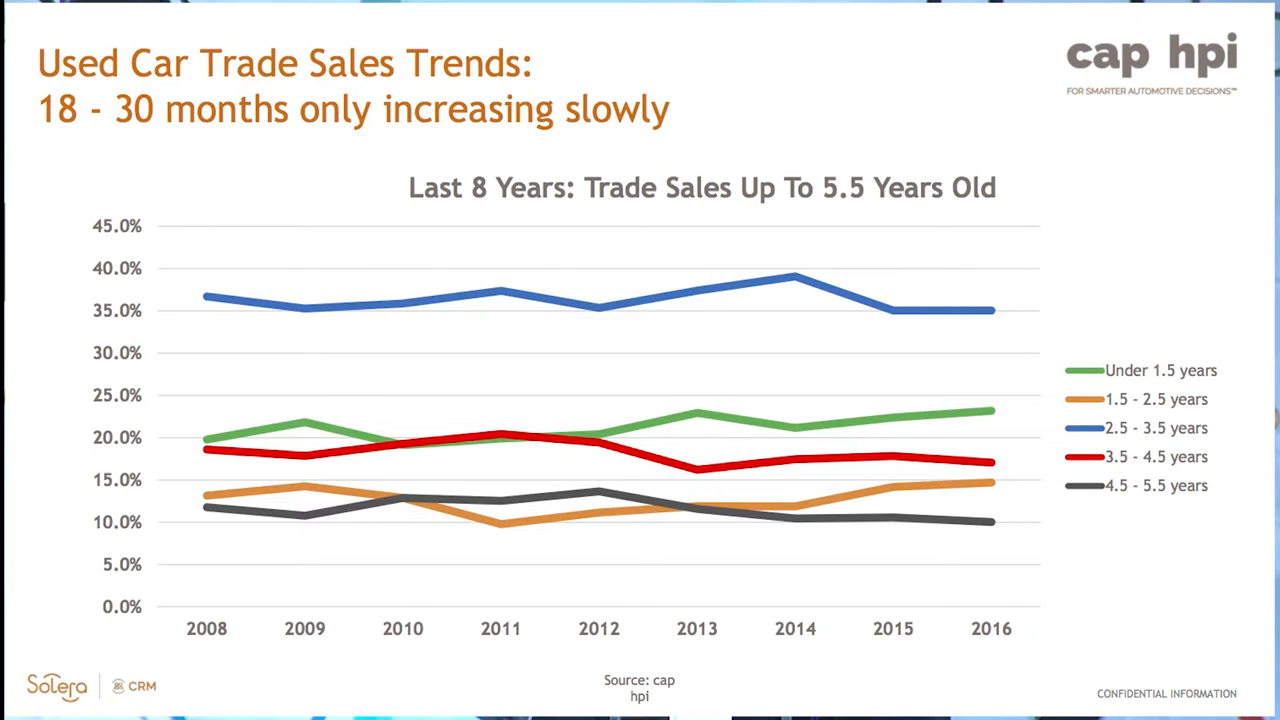 Used Car Trade Sales Trends:
18 - 30 months only increasing slowly
cap hpi
FOR SMARTER AUTOMOTIVE DECISIONS™
Last 8 Years: Trade Sales Up To 5.5 Years Old
45.0%
40.0%
35.0%
30.0%
25.0%
20.0%
15.0%
10.0%
5.0%
0.0%
2008 2009 2010 2011 2012 2013 2014 2015 2016
Under 1.5 years
1.5 - 2.5 years
2.5 - 3.5 years
3.5 - 4.5 years
4.5 - 5.5 years
Solera
CRM
Source: cap
hpi
CONFIDENTIAL INFORMATION